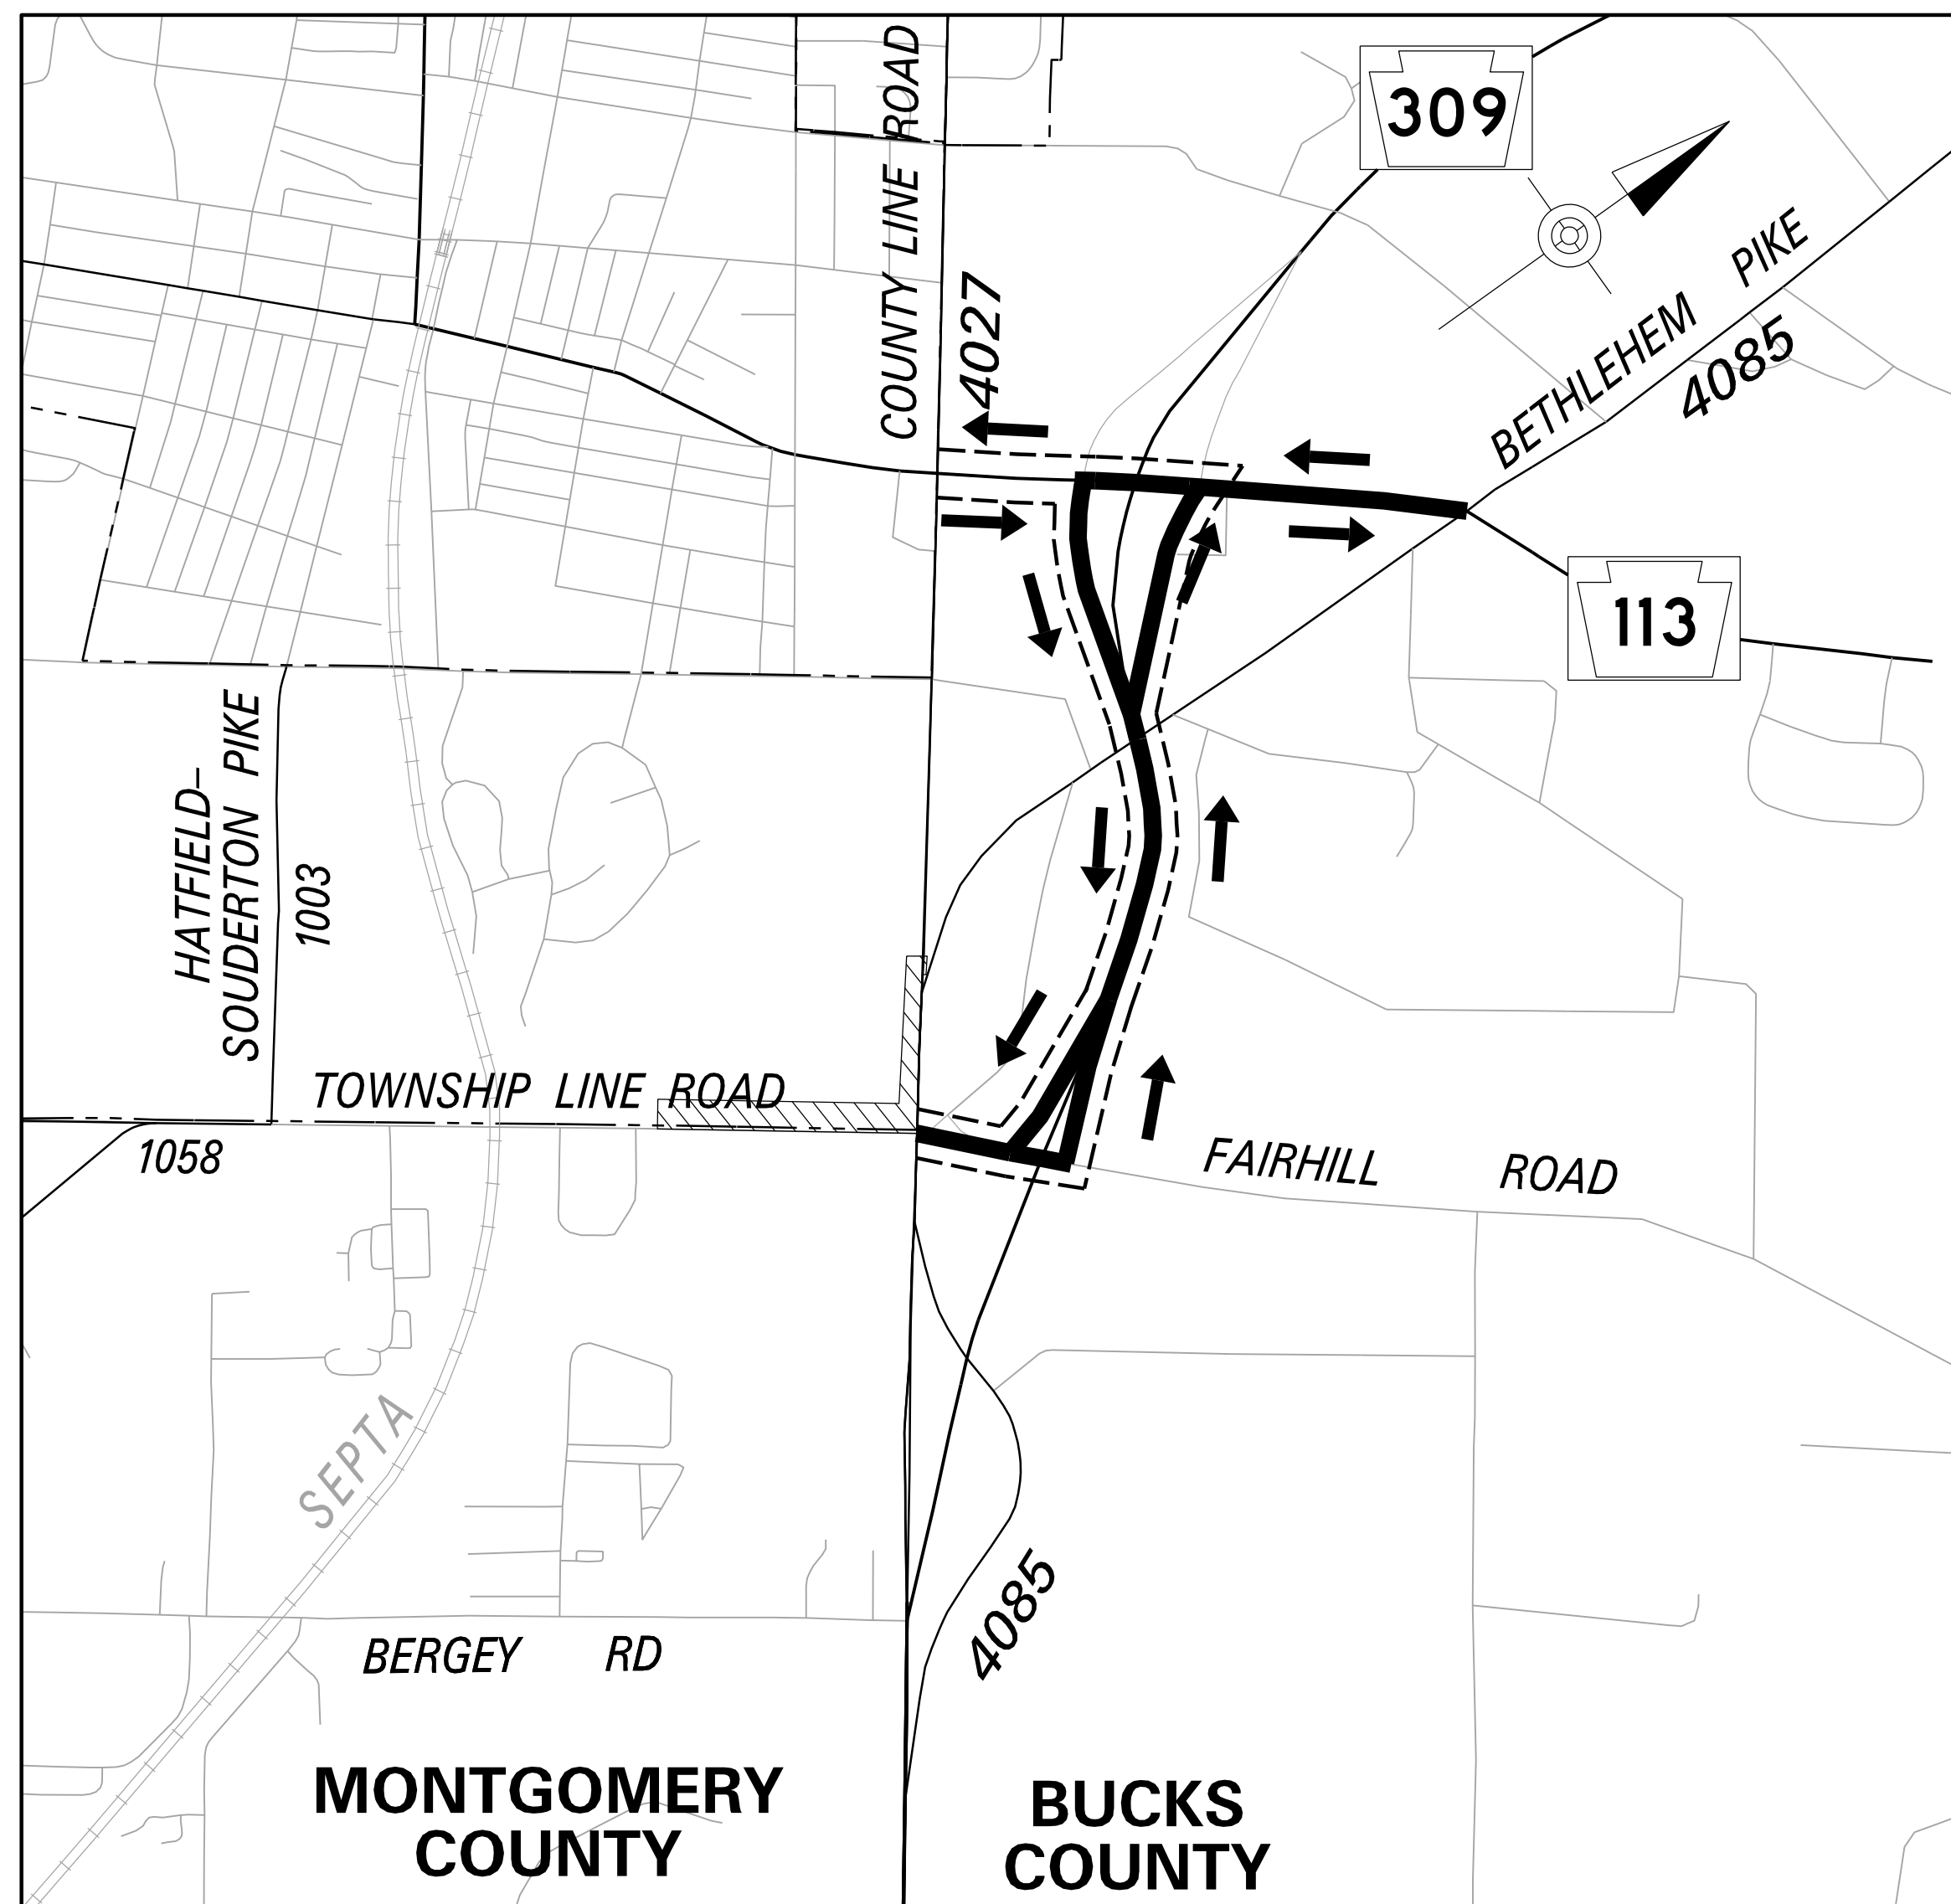 309
COUNTY LINE ROAD
4027
BETHLEHEM PIKE
4085
113
HATFIELD–
SOUDERTON PIKE
1003
TOWNSHIP LINE ROAD
1058
FAIRHILL ROAD
SEPTA
4085
BERGEY RD
MONTGOMERY
COUNTY
BUCKS
COUNTY